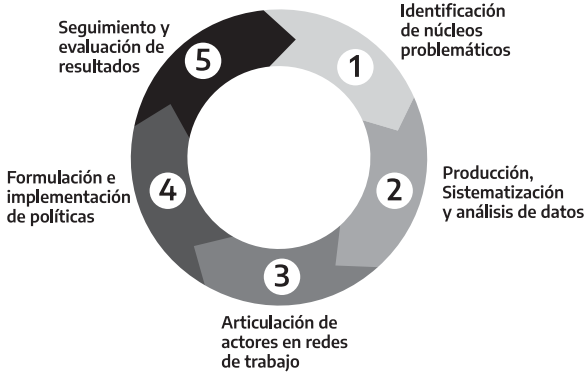 1
Identificación
de núcleos
problemáticos
2
Producción,
Sistematización
y análisis de datos
3
Articulación de
actores en redes
de trabajo
4
Formulación e
implementación
de políticas
5
Seguimiento y
evaluación de
resultados